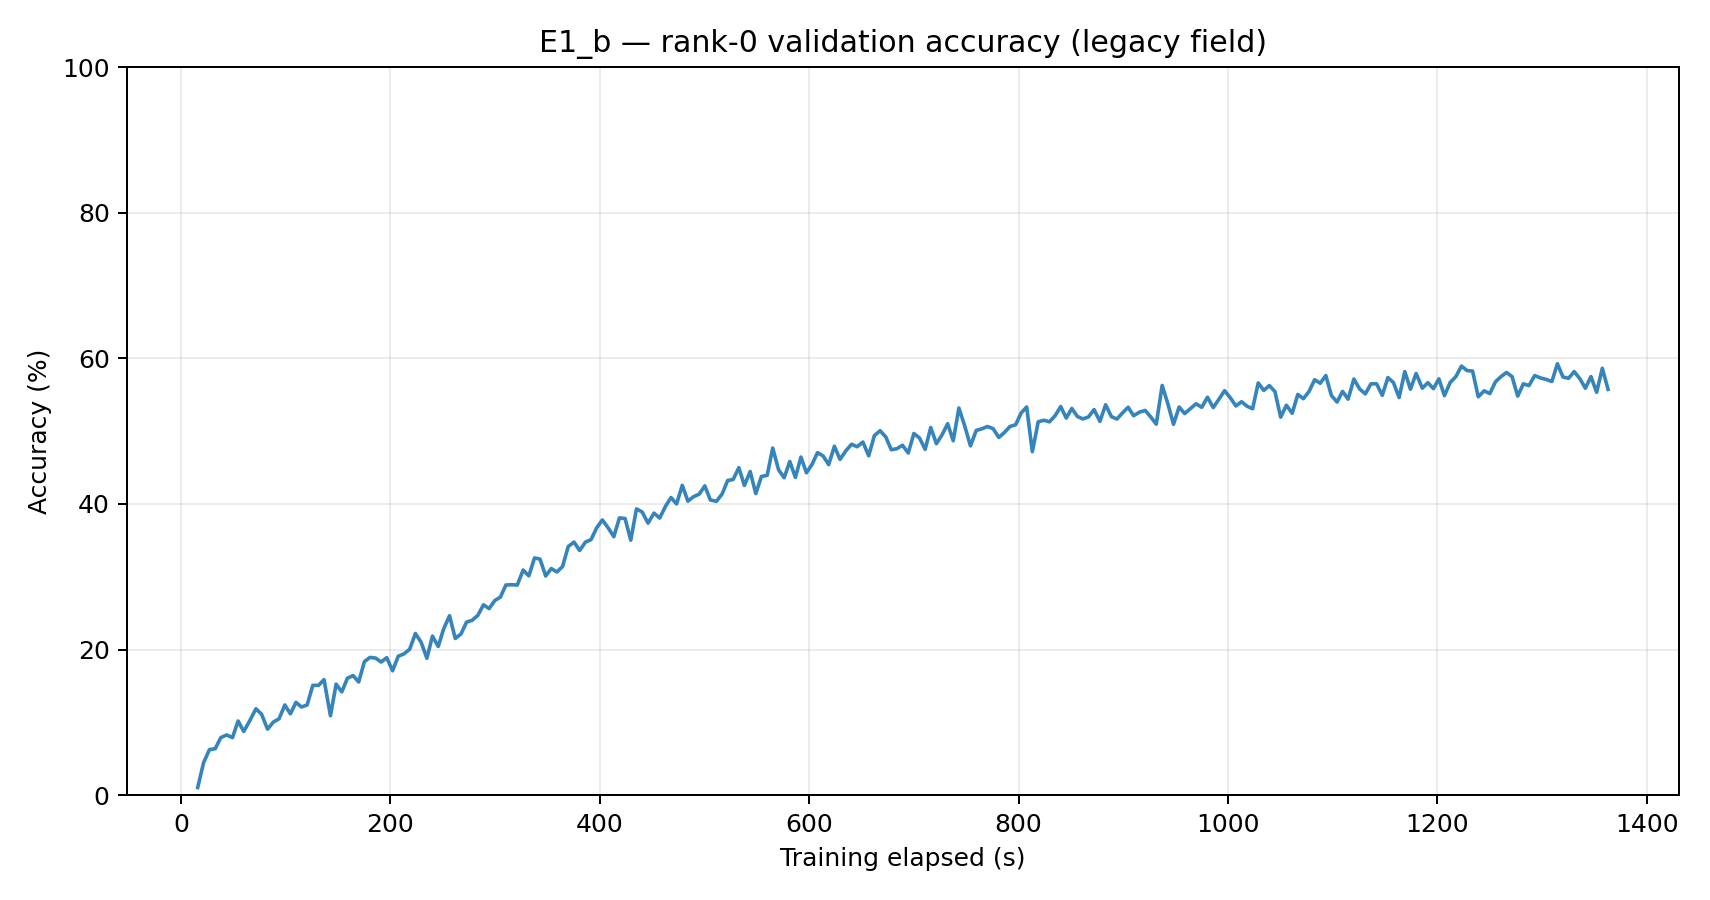 E1_b — rank-0 validation accuracy (legacy field)
100
80
60
40
20
0
Accuracy (%)
0 200 400 600 800 1000 1200 1400
Training elapsed (s)